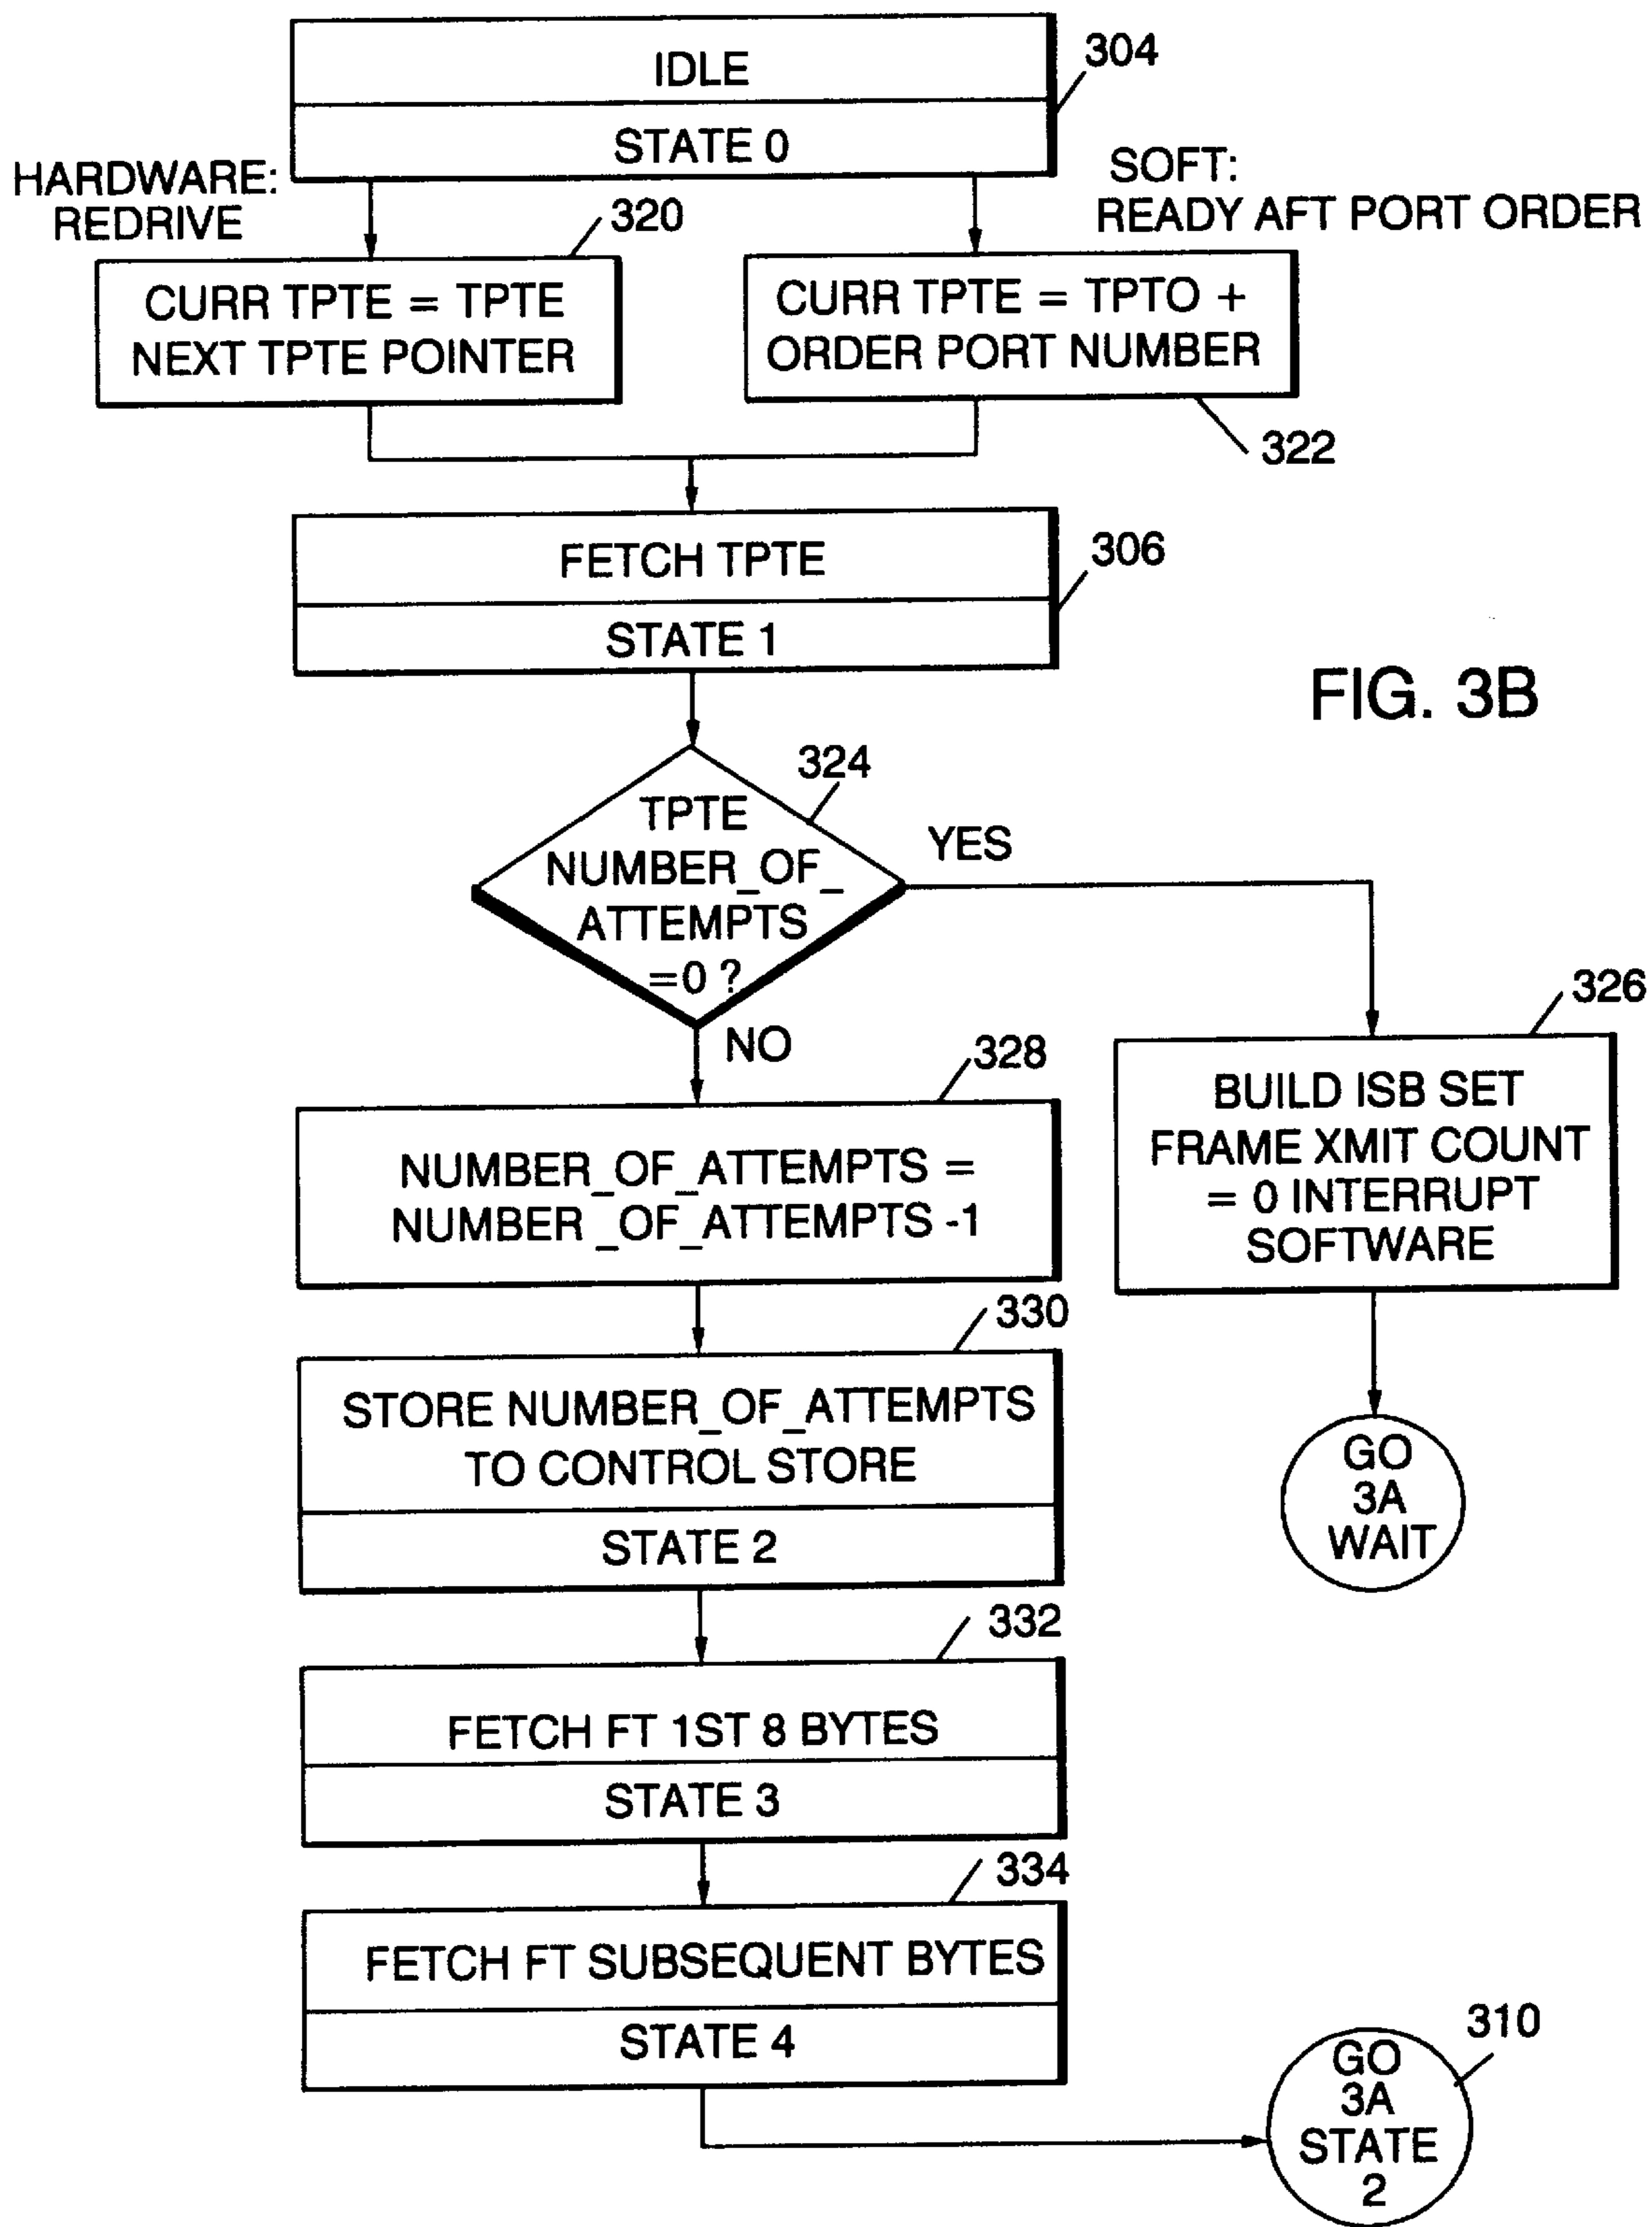 IDLE
304
STATE 0
HARDWARE:
REDRIVE
SOFT:
READY AFT PORT ORDER
320
CURR TPTE = TPTE
NEXT TPTE POINTER
CURR TPTE = TPTO +
ORDER PORT NUMBER
322
FETCH TPTE
306
STATE 1
FIG. 3B
324
TPTE
NUMBER_OF_
ATTEMPTS
=0 ?
YES
NO
326
BUILD ISB SET
FRAME XMIT COUNT
= 0 INTERRUPT
SOFTWARE
328
NUMBER_OF_ATTEMPTS =
NUMBER _OF_ATTEMPTS -1
330
STORE NUMBER_OF_ATTEMPTS
TO CONTROL STORE
STATE 2
GO
3A
WAIT
332
FETCH FT 1ST 8 BYTES
STATE 3
334
FETCH FT SUBSEQUENT BYTES
STATE 4
310
GO
3A
STATE
2